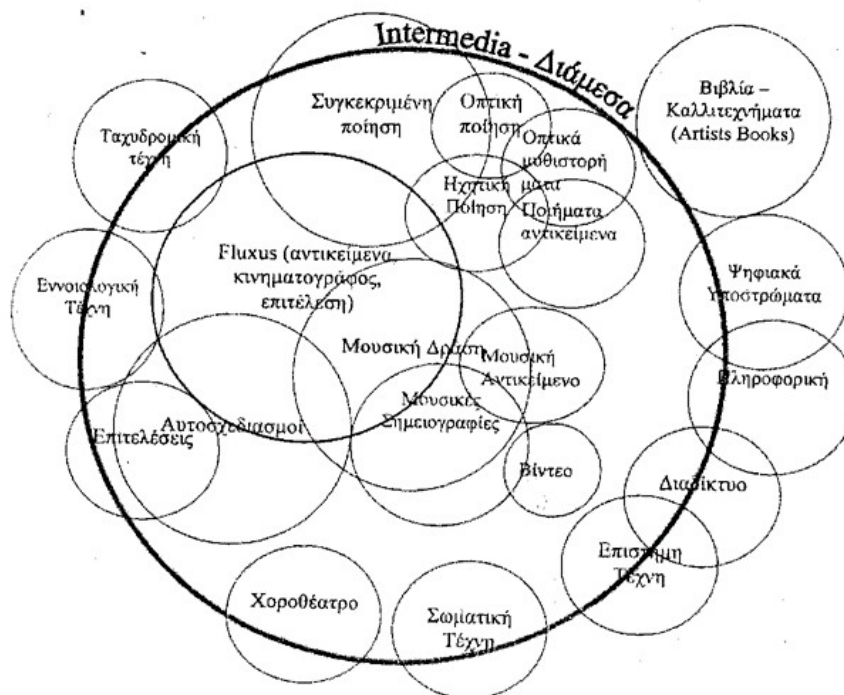 Intermedia - Διάμεσα
Βιβλία –
Καλλιτεχνήματα
(Artists Books)
Συγκεκριμένη
ποίηση
Οπτική
ποίηση
Ταχυδρομική
τέχνη
Οπτικά
μυθιστορή
ματα
Ηχητική
Ποίηση
Ποιήματα
αντικείμενα
Fluxus (αντικείμενα,
κινηματογράφος,
επιτέλεση)
Εννοιολογική
Τέχνη
Ψηφιακά
Υποστρώματα
Μουσική Δράση
Μουσική
Αντικείμενο
Πληροφορική
Μουσικές
Σημειογραφίες
Αυτοσχεδιασμοί
Επιτελέσεις
Βίντεο
Διαδίκτυο
Επιστήμη
Τέχνη
Χοροθέατρο
Σωματική
Τέχνη